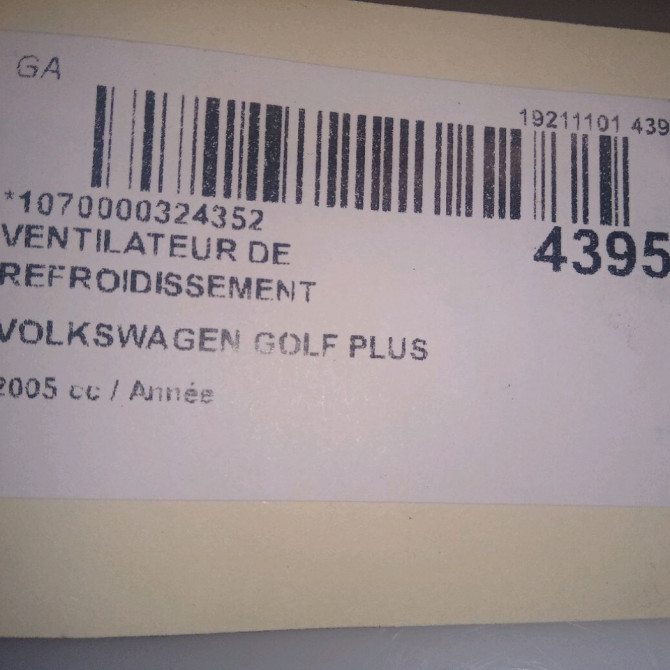 GA
19211101 439
*1070000324352
4395
VENTILATEUR DE
REFROIDISSEMENT
VOLKSWAGEN GOLF PLUS
2005 cc / Année